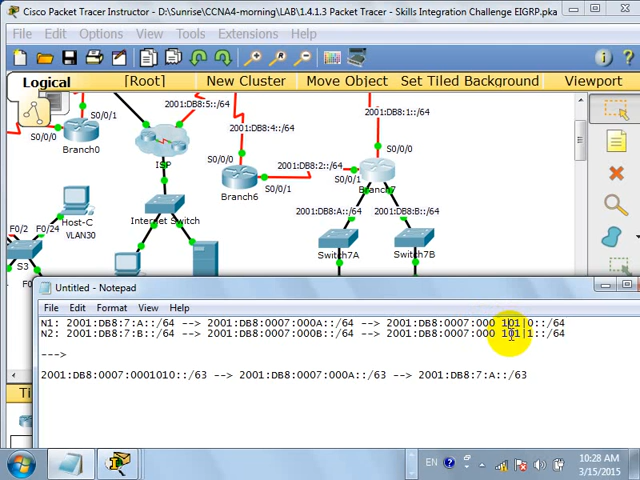 Cisco Packet Tracer Instructor - D:\Sunrise\CCNA4-morning\LAB\1.4.1.3 Packet Tracer - Skills Integration Challenge EIGRP.pka
File Edit Options View Tools Extensions Help
Logical [Root] New Cluster Move Object Set Tiled Background Viewport
2001:DB8:5::/64
2001:DB8:1::/64
S0/0/1
2001:DB8:4::/64
S0/0/0
Branch0
ISP
S0/0/0
2001:DB8:2::/64
S0/0/0
S0/0/1
S0/0/1
Branch6
Branch7
Host-C
VLAN30
Internet Switch
2001:DB8:A::/64
2001:DB8:B::/64
F0/2
F0/24
S3
Switch7A
Switch7B
Untitled - Notepad
File Edit Format View Help
N1: 2001:DB8:7:A::/64 --> 2001:DB8:0007:000A::/64 --> 2001:DB8:0007:000 101|0::/64
N2: 2001:DB8:7:B::/64 --> 2001:DB8:0007:000B::/64 --> 2001:DB8:0007:000 101|1::/64
--->
2001:DB8:0007:0001010::/63 --> 2001:DB8:0007:000A::/63 --> 2001:DB8:7:A::/63
EN
10:28 AM
3/15/2015